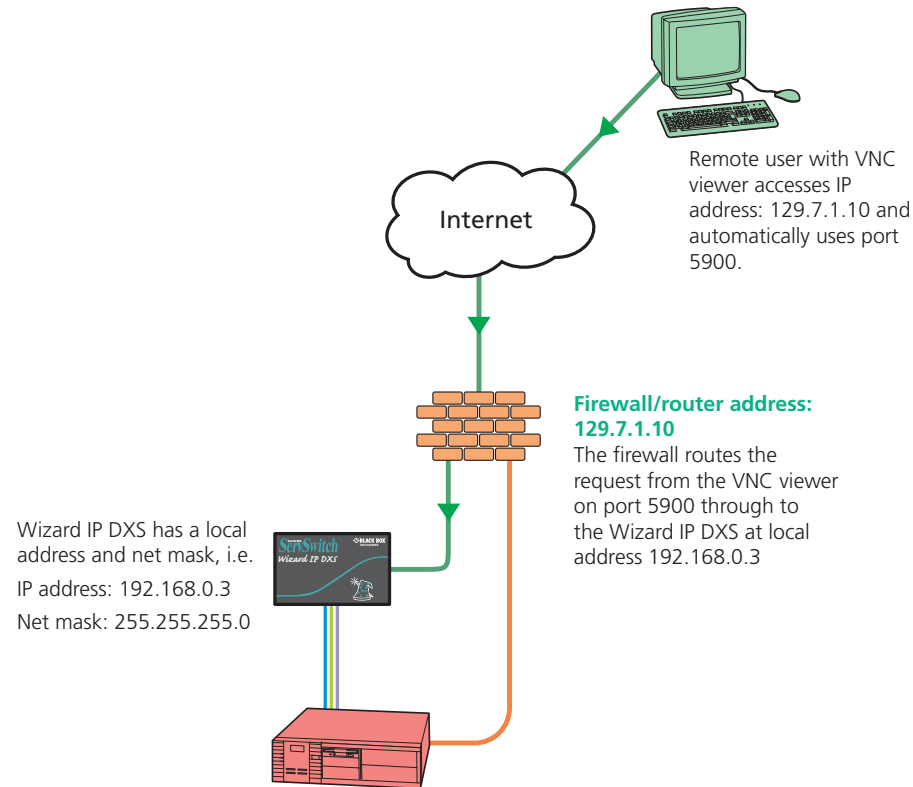 Remote user with VNC
viewer accesses IP
address: 129.7.1.10 and
automatically uses port
5900.
Internet
Firewall/router address:
129.7.1.10
The firewall routes the
request from the VNC viewer
on port 5900 through to
the Wizard IP DXS at local
address 192.168.0.3
Wizard IP DXS has a local
address and net mask, i.e.
IP address: 192.168.0.3
Net mask: 255.255.255.0
ServSwitch
BLACK BOX
Wizard IP DXS